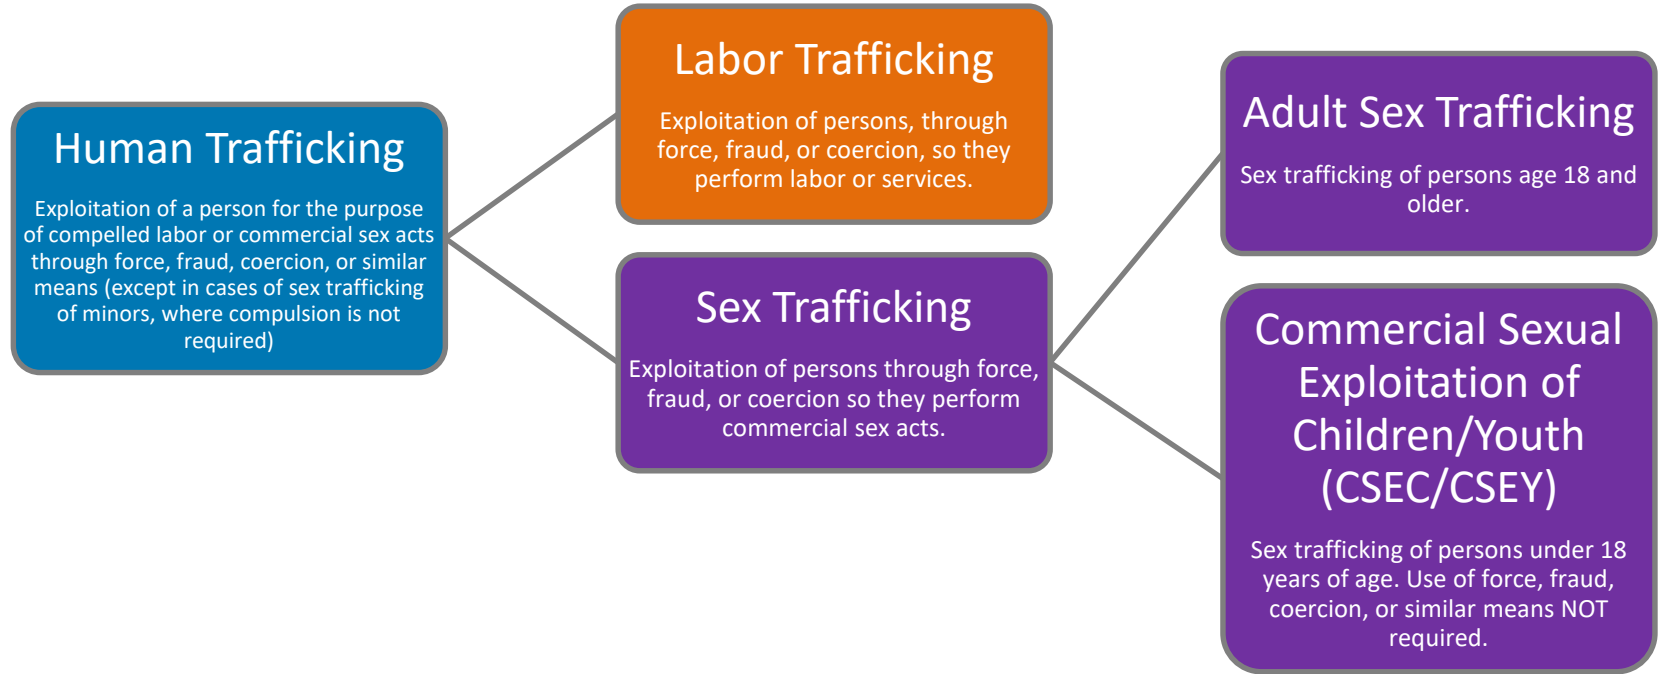 Human Trafficking
Exploitation of a person for the purpose
of compelled labor or commercial sex acts
through force, fraud, coercion, or similar
means (except in cases of sex trafficking
of minors, where compulsion is not
required)
Labor Trafficking
Exploitation of persons, through
force, fraud, or coercion, so they
perform labor or services.
Sex Trafficking
Exploitation of persons through force,
fraud, or coercion so they perform
commercial sex acts.
Adult Sex Trafficking
Sex trafficking of persons age 18 and
older.
Commercial Sexual
Exploitation of
Children/Youth
(CSEC/CSEY)
Sex trafficking of persons under 18
years of age. Use of force, fraud,
coercion, or similar means NOT
required.